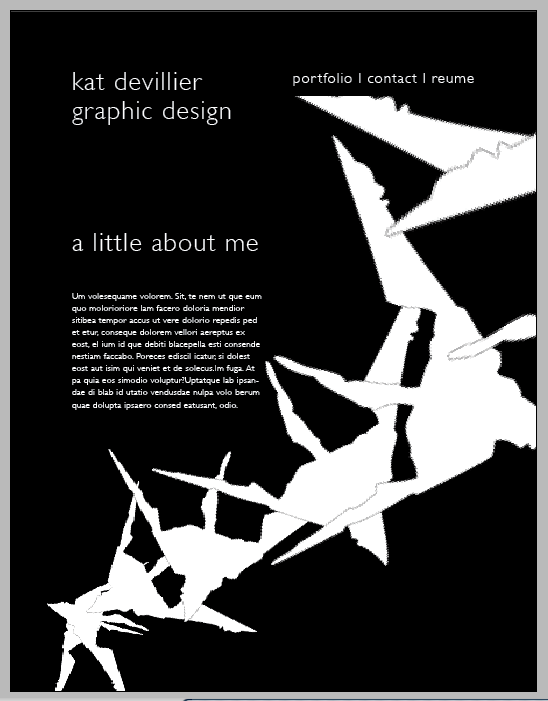 kat devillier
graphic design
portfolio | contact | reume
a little about me
Um volesequame volorem. Sit, te nem ut que eum
quo molorioriore lam facero doloria mendior
sitibea tempor accus ut vere dolorio repedis ped
et etur, conseque dolorem vellori aereptus ex
eost, el ium id que debiti blacepella esti consende
nestiam faccabo. Poreces ediscil icatur, si dolest
eost aut isim qui veniet et de solecus.Im fuga. At
pa quia eos simodio voluptur?Uptatque lab ipsan-
dae di blab id utatio vendusdae nulpa volo berum
quae dolupta ipsaero consed eatusant, odio.